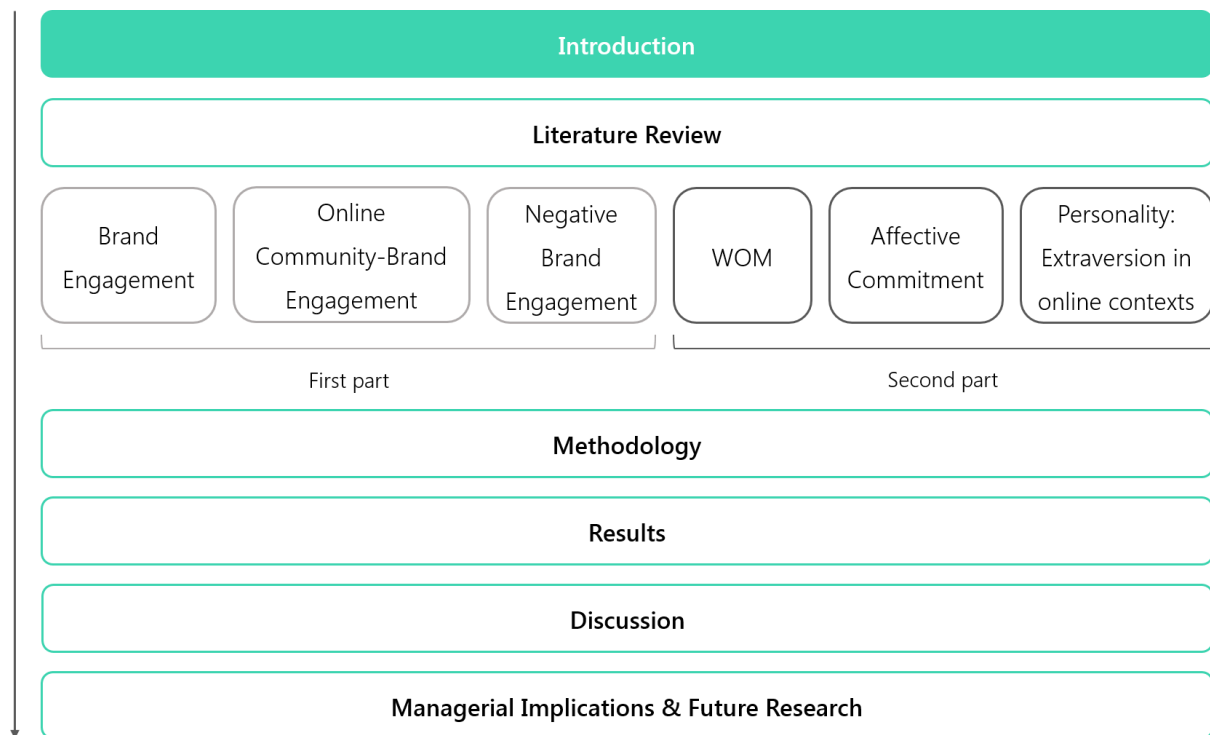 Introduction
Literature Review
Brand
Engagement
Online
Community-Brand
Engagement
Negative
Brand
Engagement
WOM
Affective
Commitment
Personality:
Extraversion in
online contexts
First part
Second part
Methodology
Results
Discussion
Managerial Implications & Future Research